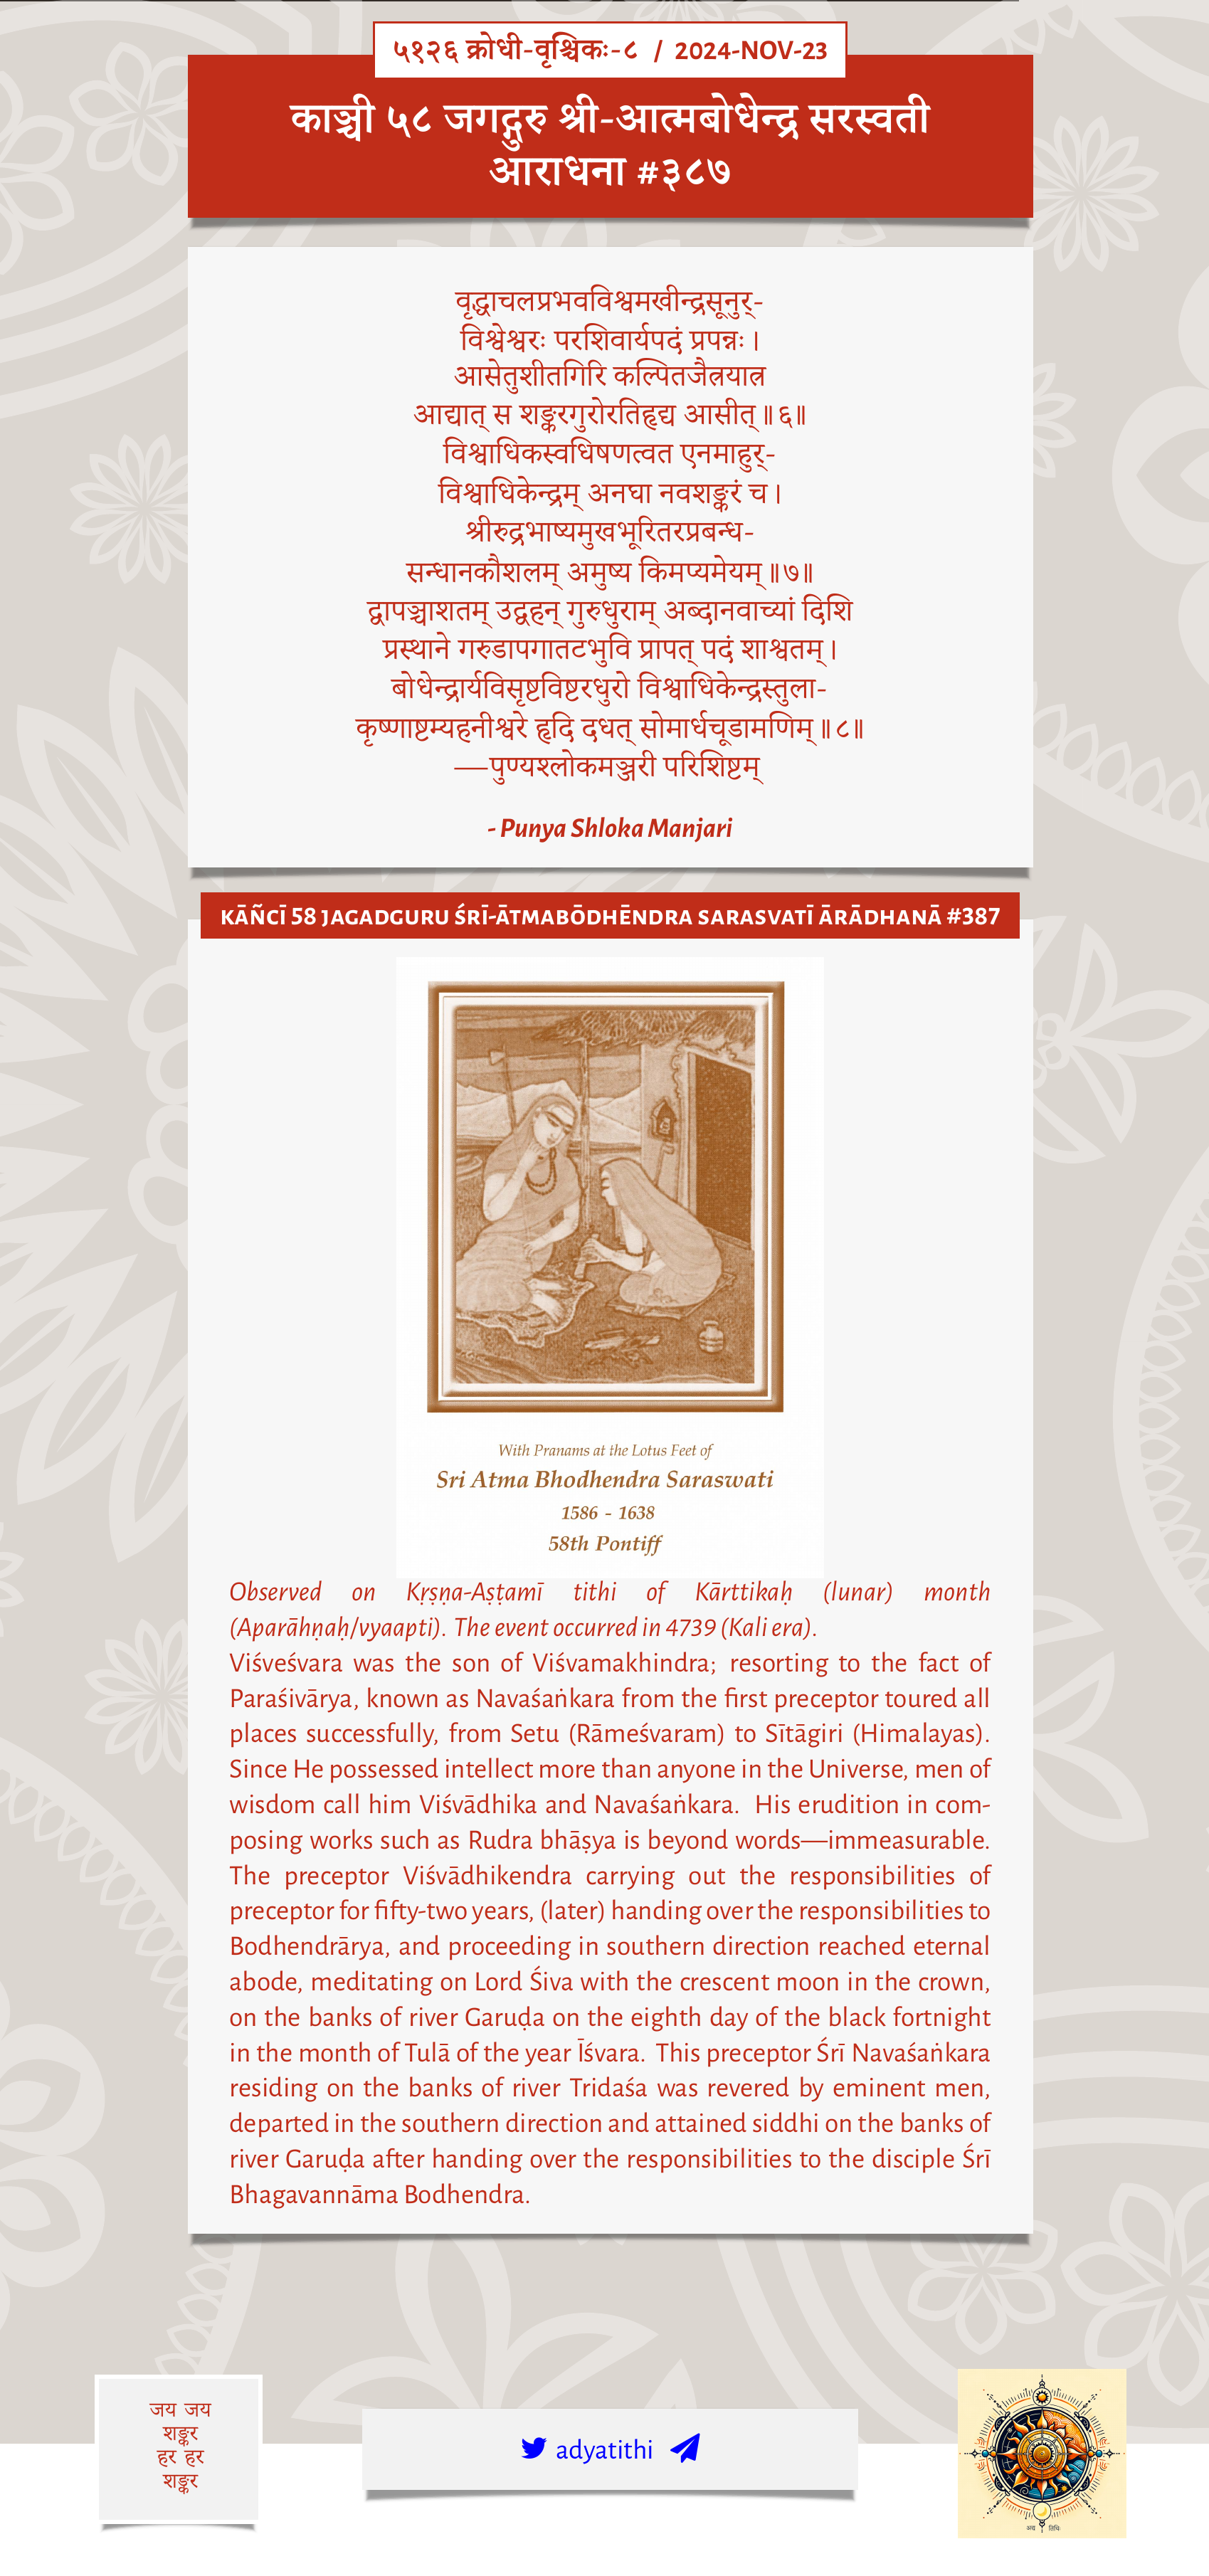 ५१२६ क्रोधी-वृश्चिकः-८ / 2024-NOV-23
काञ्ची ५८ जगद्गुरु श्री-आत्मबोधेन्द्र सरस्वती
आराधना #३८७
वृद्धाचलप्रभवविश्वमखीन्द्रसूनुर्-
विश्वेश्वरः परशिवार्यपदं प्रपन्नः।
आसेतुशीतगिरि कल्पितजैत्रयात्र
आद्यात् स शङ्करगुरोरतिहृद्य आसीत्॥६॥
विश्वाधिकस्वधिषणत्वत एनमाहुर्-
विश्वाधिकेन्द्रम् अनघा नवशङ्करं च।
श्रीरुद्रभाष्यमुखभूरितरप्रबन्ध-
सन्धानकौशलम् अमुष्य किमप्यमेयम्॥७॥
द्वापञ्चाशतम् उद्वहन् गुरुधुराम् अब्दानवाच्यां दिशि
प्रस्थाने गरुडापगातटभुवि प्रापत् पदं शाश्वतम्।
बोधेन्द्रार्यविसृष्टविष्टरधुरो विश्वाधिकेन्द्रस्तुला-
कृष्णाष्टम्यहनीश्वरे हृदि दधत् सोमार्धचूडामणिम्॥८॥
—पुण्यश्लोकमञ्जरी परिशिष्टम्
- Punya Shloka Manjari
KĀÑCĪ 58 JAGADGURU ŚRĪ-ĀTMABŌDHĒNDRA SARASVATĪ ĀRĀDHANĀ #387
With Pranams at the Lotus Feet of
Sri Atma Bhodhendra Saraswati
1586 - 1638
58th Pontiff
Observed on Kṛṣṇa-Aṣṭamī tithi of Kārttikaḥ (lunar) month
(Aparāhṇaḥ/vyaapti). The event occurred in 4739 (Kali era).
Viśveśvara was the son of Viśvamakhindra; resorting to the fact of
Paraśivārya, known as Navaśaṅkara from the first preceptor toured all
places successfully, from Setu (Rāmeśvaram) to Sītāgiri (Himalayas).
Since He possessed intellect more than anyone in the Universe, men of
wisdom call him Viśvādhika and Navaśaṅkara. His erudition in com-
posing works such as Rudra bhāṣya is beyond words—immeasurable.
The preceptor Viśvādhikendra carrying out the responsibilities of
preceptor for fifty-two years, (later) handing over the responsibilities to
Bodhendrārya, and proceeding in southern direction reached eternal
abode, meditating on Lord Śiva with the crescent moon in the crown,
on the banks of river Garuḍa on the eighth day of the black fortnight
in the month of Tulā of the year Īśvara. This preceptor Śrī Navaśaṅkara
residing on the banks of river Tridaśa was revered by eminent men,
departed in the southern direction and attained siddhi on the banks of
river Garuḍa after handing over the responsibilities to the disciple Śrī
Bhagavannāma Bodhendra.
जय जय
शङ्कर
हर हर
शङ्कर
adyatithi
अद्य तिथिः